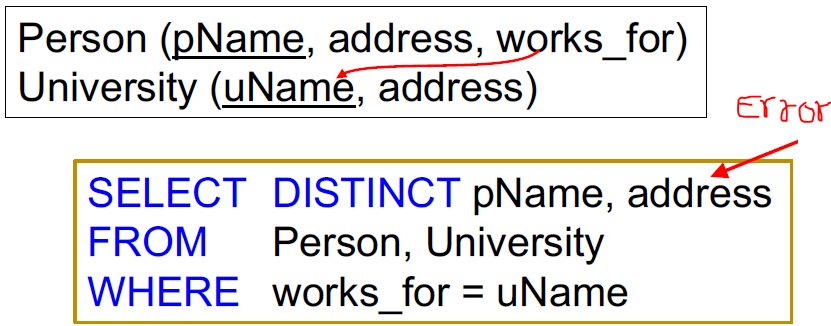 Person (pName, address, works_for)
University (uName, address)
Error
SELECT DISTINCT pName, address
FROM Person, University
WHERE works_for = uName